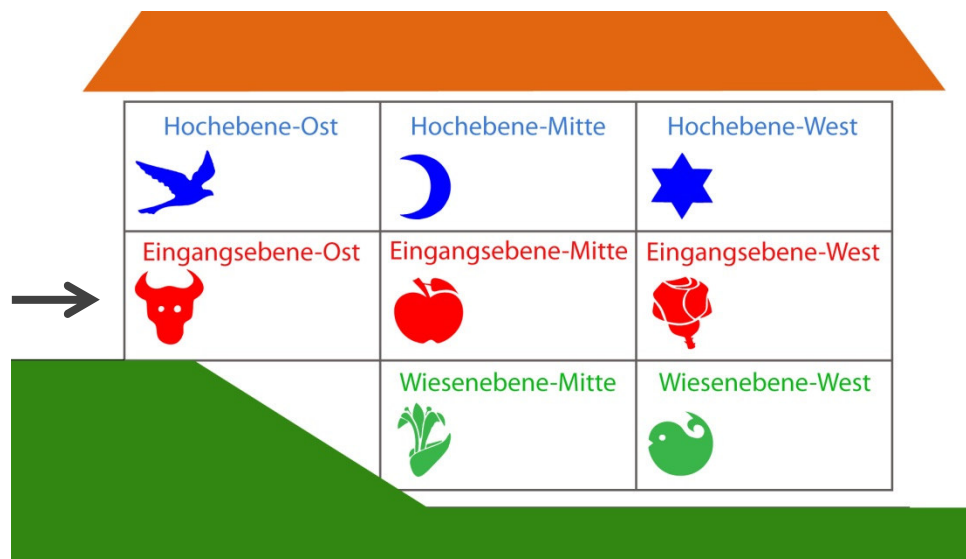 Hochebene-Ost
Hochebene-Mitte
Hochebene-West
Eingangsebene-Ost
Eingangsebene-Mitte
Eingangsebene-West
Wiesenebene-Mitte
Wiesenebene-West